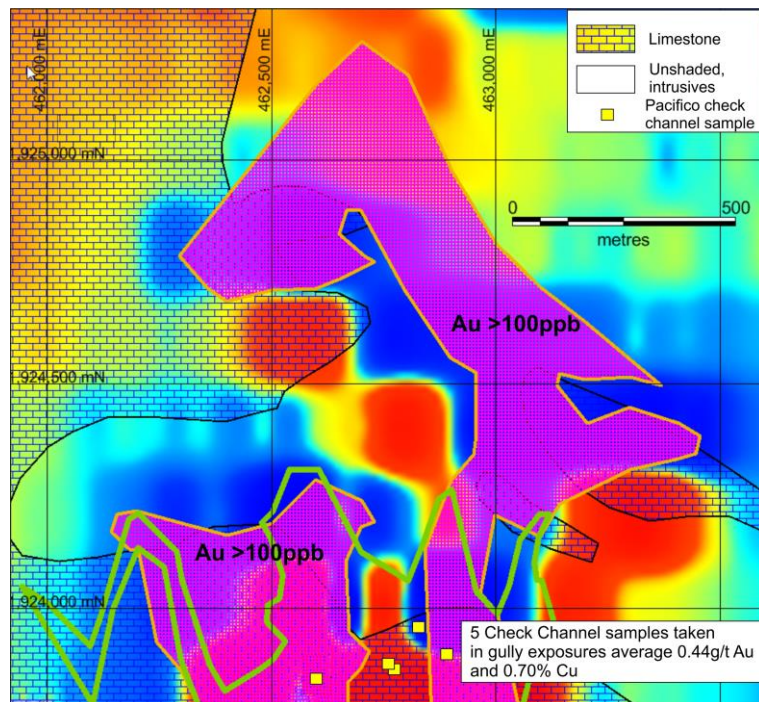 462,000 mE
462,500 mE
463,000 mE
Limestone
Unshaded,
intrusives
Pacifico check
channel sample
1,925,000 mN
0
500
metres
Au >100ppb
1,924,500 mN
Au >100ppb
1,924,000 mN
5 Check Channel samples taken
in gully exposures average 0.44g/t Au
and 0.70% Cu